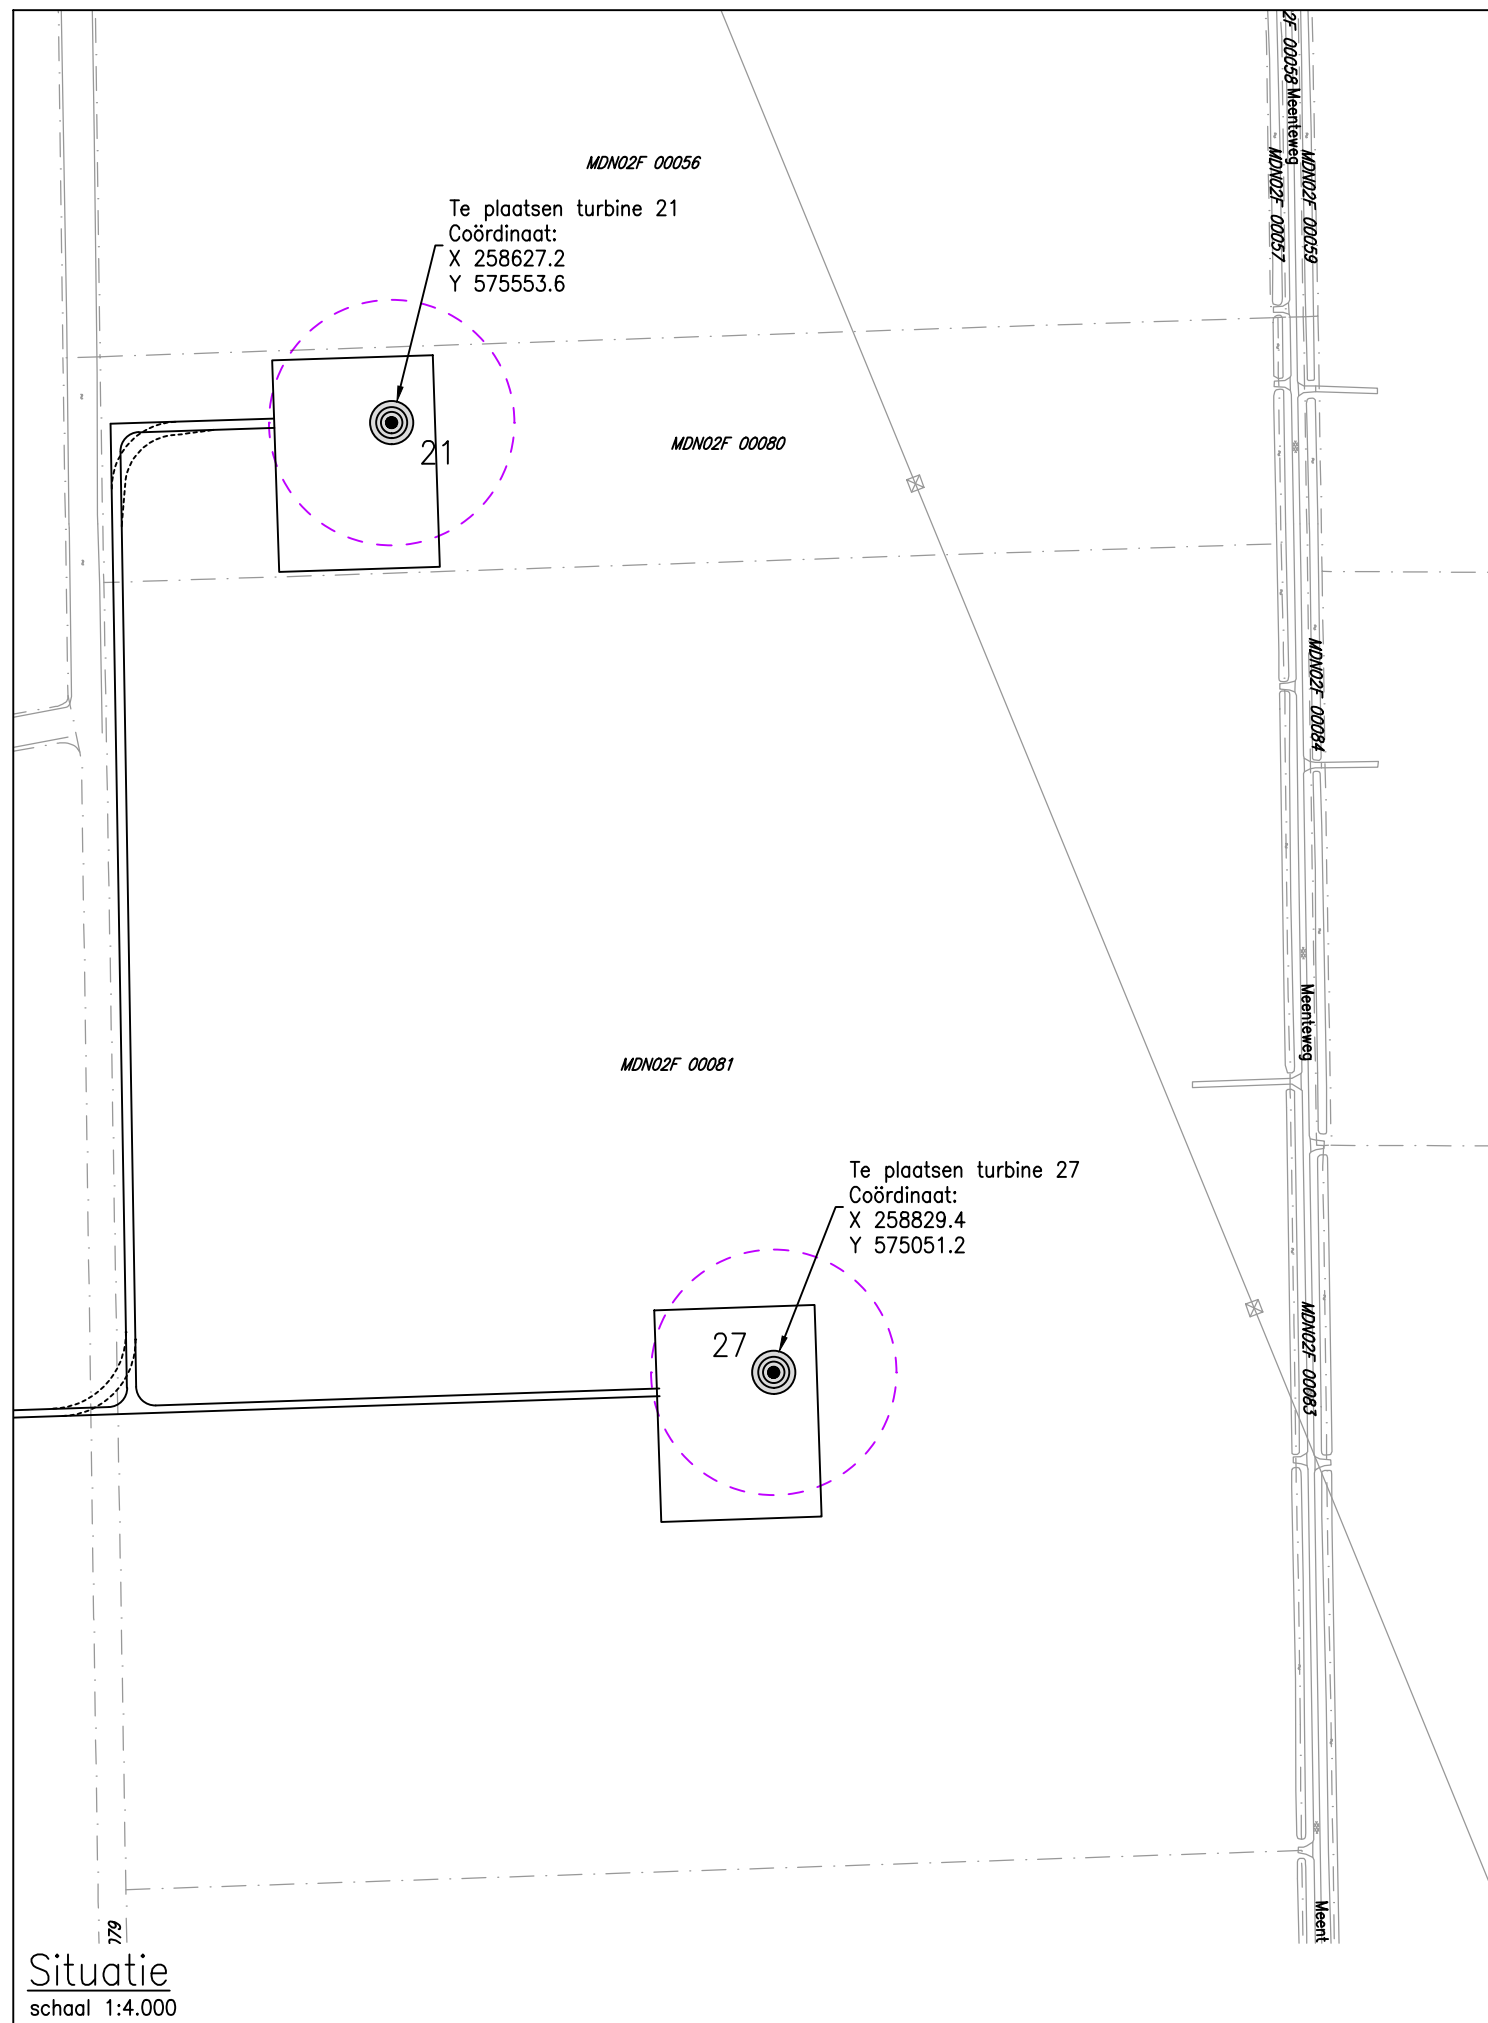 2F 00058
Meenteweg
MDN02F 00057
MDN02F 00059
MDN02F 00056
Te plaatsen turbine 21
Coördinaat:
X 258627.2
Y 575553.6
21
MDN02F 00080
MDN02F 00084
Meenteweg
MDN02F 00081
Te plaatsen turbine 27
Coördinaat:
X 258829.4
Y 575051.2
27
MDN02F 00083
Meent
079
Situatie
schaal 1:4.000